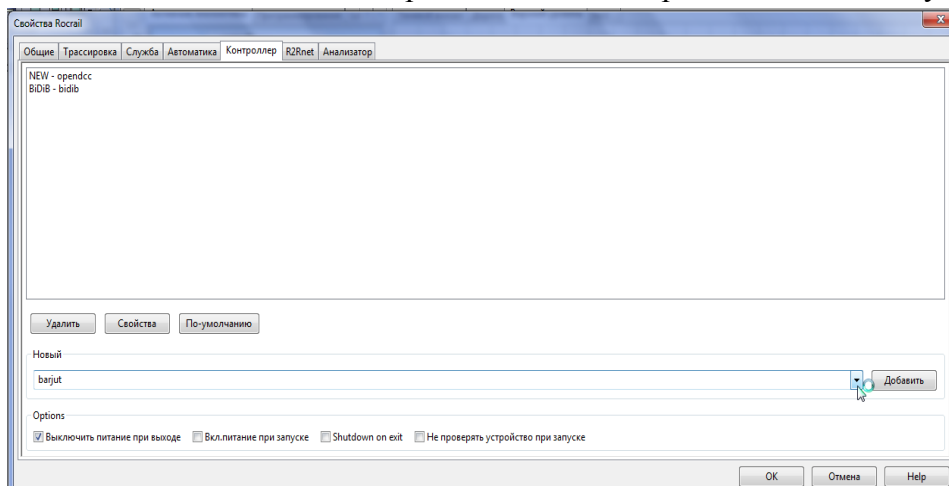 Свойства Rocrail
Общие Трассировка Служба Автоматика Контроллер R2Rnet Анализатор
NEW - opendcc
BiDiB - bidib
Удалить Свойства По-умолчанию
Новый
barjut Добавить
Options
Выключить питание при выходе Вкл.питание при запуске Shutdown on exit Не проверять устройство при запуске
OK Отмена Help